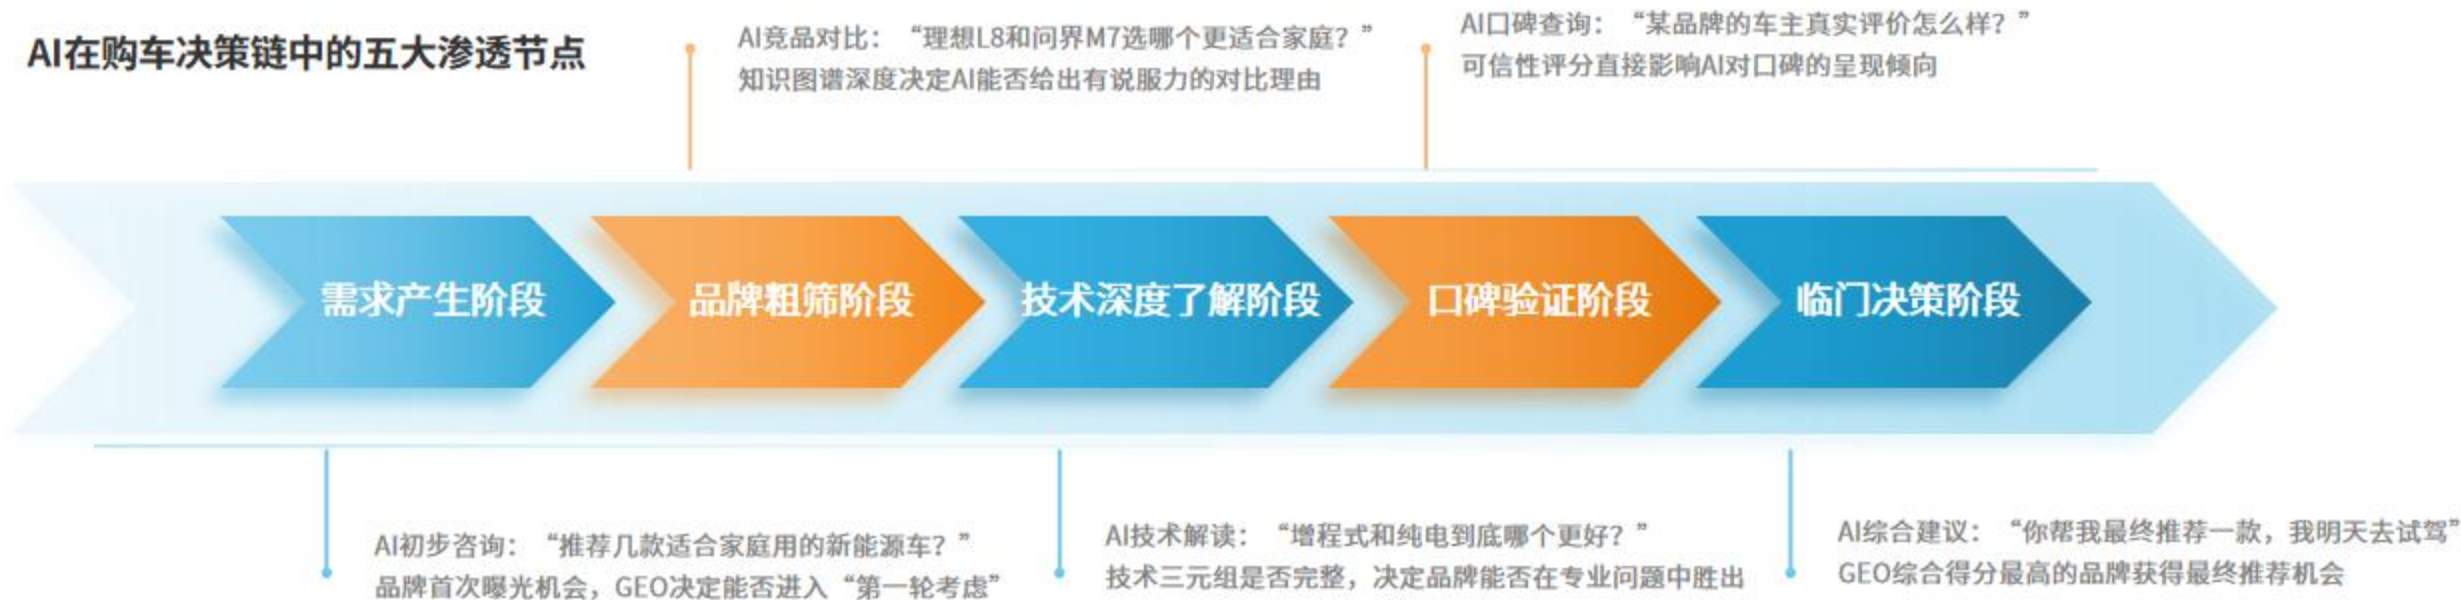 AI在购车决策链中的五大渗透节点
AI竞品对比：“理想L8和问界M7选哪个更适合家庭？”
知识图谱深度决定AI能否给出有说服力的对比理由
AI口碑查询：“某品牌的车主真实评价怎么样？”
可信性评分直接影响AI对口碑的呈现倾向
需求产生阶段
品牌粗筛阶段
技术深度了解阶段
口碑验证阶段
临门决策阶段
AI初步咨询：“推荐几款适合家庭用的新能源车？”
品牌首次曝光机会，GEO决定能否进入“第一轮考虑”
AI技术解读：“增程式和纯电到底哪个更好？”
技术三元组是否完整，决定品牌能否在专业问题中胜出
AI综合建议：“你帮我最终推荐一款，我明天去试驾”
GEO综合得分最高的品牌获得最终推荐机会